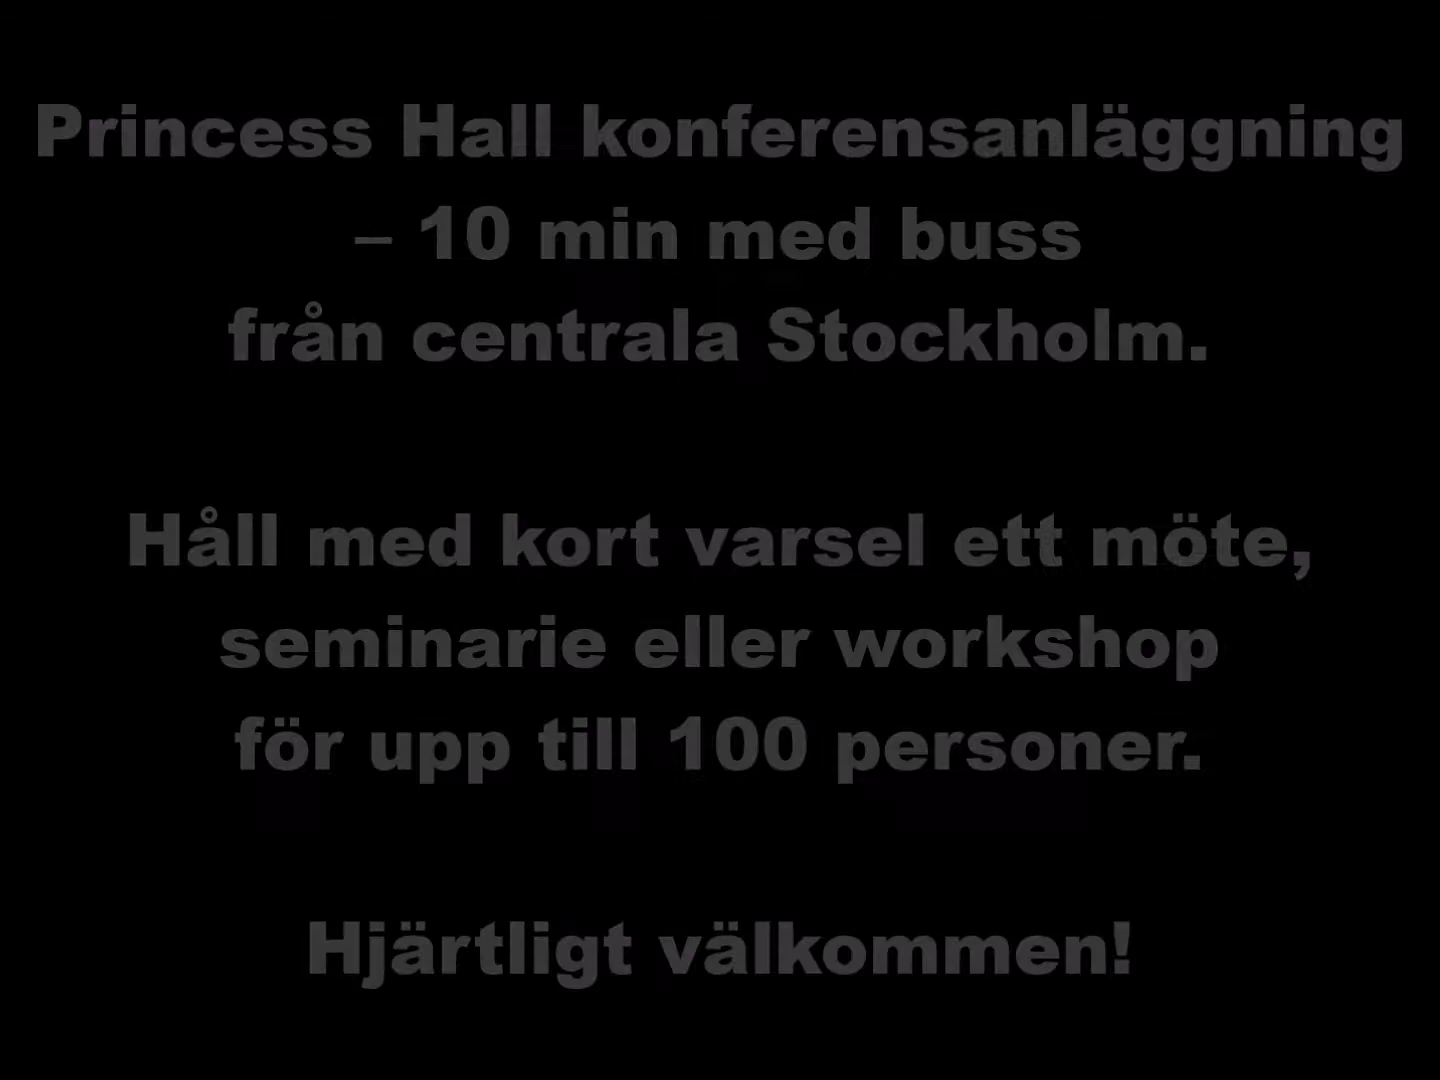 Princess Hall konferensanläggning
– 10 min med buss
från centrala Stockholm.
Håll med kort varsel ett möte,
seminarie eller workshop
för upp till 100 personer.
Hjärtligt välkommen!